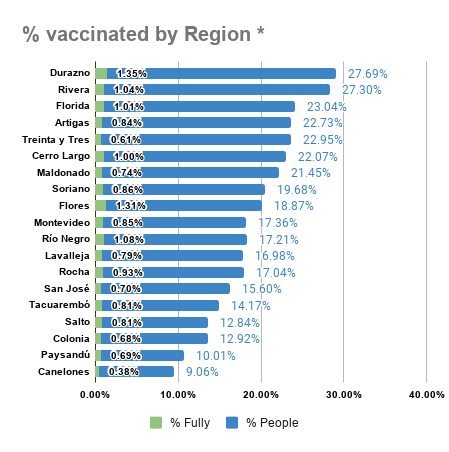 % vaccinated by Region *
Durazno 1.35% 27.69%
Rivera 1.04% 27.30%
Florida 1.01% 23.04%
Artigas 0.84% 22.73%
Treinta y Tres 0.61% 22.95%
Cerro Largo 1.00% 22.07%
Maldonado 0.74% 21.45%
Soriano 0.86% 19.68%
Flores 1.31% 18.87%
Montevideo 0.85% 17.36%
Río Negro 1.08% 17.21%
Lavalleja 0.79% 16.98%
Rocha 0.93% 17.04%
San José 0.70% 15.60%
Tacuarembó 0.81% 14.17%
Salto 0.81% 12.84%
Colonia 0.68% 12.92%
Paysandú 0.69% 10.01%
Canelones 0.38% 9.06%
0.00% 10.00% 20.00% 30.00% 40.00%
% Fully % People